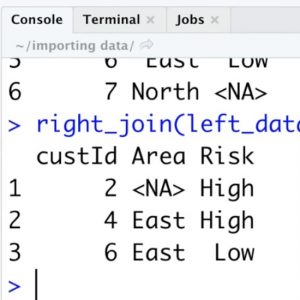 Console Terminal × Jobs ×
~/importing data/
5 6 East Low
6 7 North <NA>
> right_join(left_data
custId Area Risk
1 2 <NA> High
2 4 East High
3 6 East Low
>